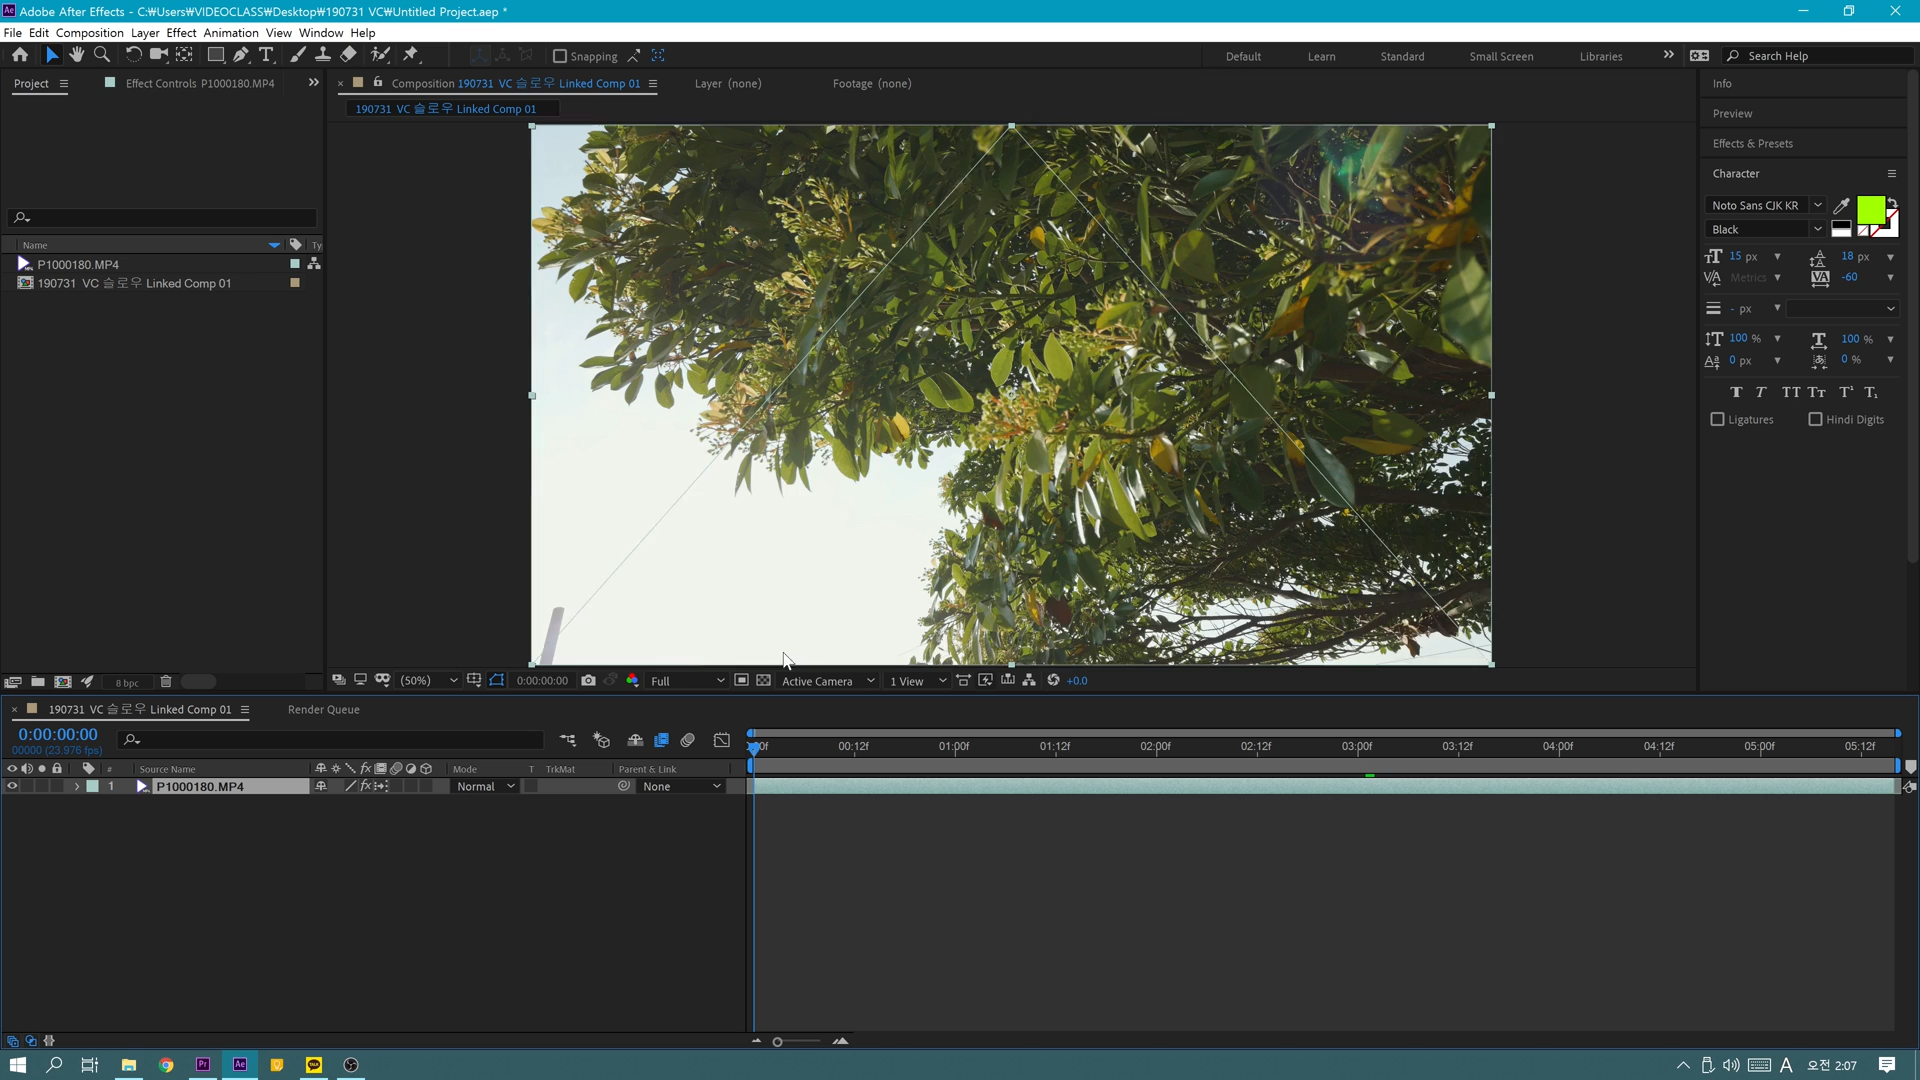 Adobe After Effects - C:₩Users₩VIDEOCLASS₩Desktop₩190731 VC₩Untitled Project.aep *
File Edit Composition Layer Effect Animation View Window Help
Snapping
Default Learn Standard Small Screen Libraries
Search Help
Project
Effect Controls P1000180.MP4
Composition 190731 VC 슬로우 Linked Comp 01
Layer (none)
Footage (none)
190731 VC 슬로우 Linked Comp 01
Info
Preview
Effects & Presets
Character
Noto Sans CJK KR
Black
15 px
18 px
Metrics
-60
- px
100 %
100 %
0 px
0 %
Ligatures
Hindi Digits
Name
Ty
P1000180.MP4
190731 VC 슬로우 Linked Comp 01
8 bpc
(50%)
0:00:00:00
Full
Active Camera
1 View
+0.0
190731 VC 슬로우 Linked Comp 01
Render Queue
0:00:00:00
00000 (23.976 fps)
00:12f 01:00f 01:12f 02:00f 02:12f 03:00f 03:12f 04:00f 04:12f 05:00f 05:12f
# Source Name Mode T TrkMat Parent & Link
1 P1000180.MP4 Normal None
Pr Ae TALK
A 오전 2:07